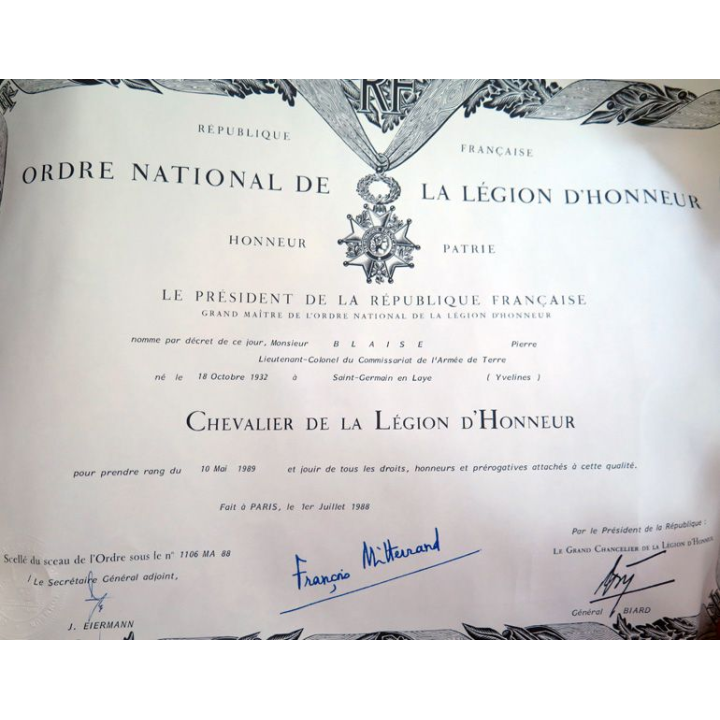 RF
RÉPUBLIQUE FRANÇAISE
ORDRE NATIONAL DE LA LÉGION D'HONNEUR
HONNEUR PATRIE
LE PRÉSIDENT DE LA RÉPUBLIQUE FRANÇAISE
GRAND MAÎTRE DE L'ORDRE NATIONAL DE LA LÉGION D'HONNEUR
nomme par décret de ce jour, Monsieur B L A I S E Pierre
Lieutenant-Colonel du Commissariat de l'Armée de Terre
né le 18 Octobre 1932 à Saint-Germain en Laye ( Yvelines )
CHEVALIER DE LA LÉGION D'HONNEUR
pour prendre rang du 10 Mai 1989 et jouir de tous les droits, honneurs et prérogatives attachés à cette qualité.
Fait à PARIS, le 1er Juillet 1988
Scellé du sceau de l'Ordre sous le n° 1106 MA 88
Le Secrétaire Général adjoint,
J. EIERMANN
François Mitterrand
Par le Président de la République :
LE GRAND CHANCELIER DE LA LÉGION D'HONNEUR
Général BIARD